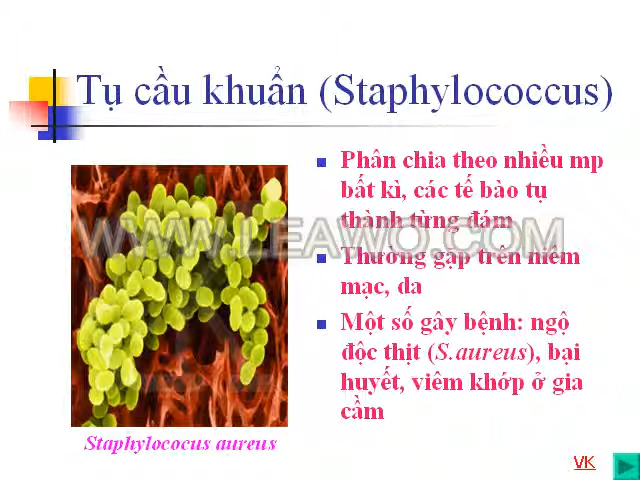 Tụ cầu khuẩn (Staphylococcus)
Phân chia theo nhiều mp
bất kì, các tế bào tụ
thành từng đám
WWW.LEAWO.COM
Thường gặp trên niêm
mạc, da
Một số gây bệnh: ngộ
độc thịt (S.aureus), bại
huyết, viêm khớp ở gia
cầm
Staphylococus aureus
VK